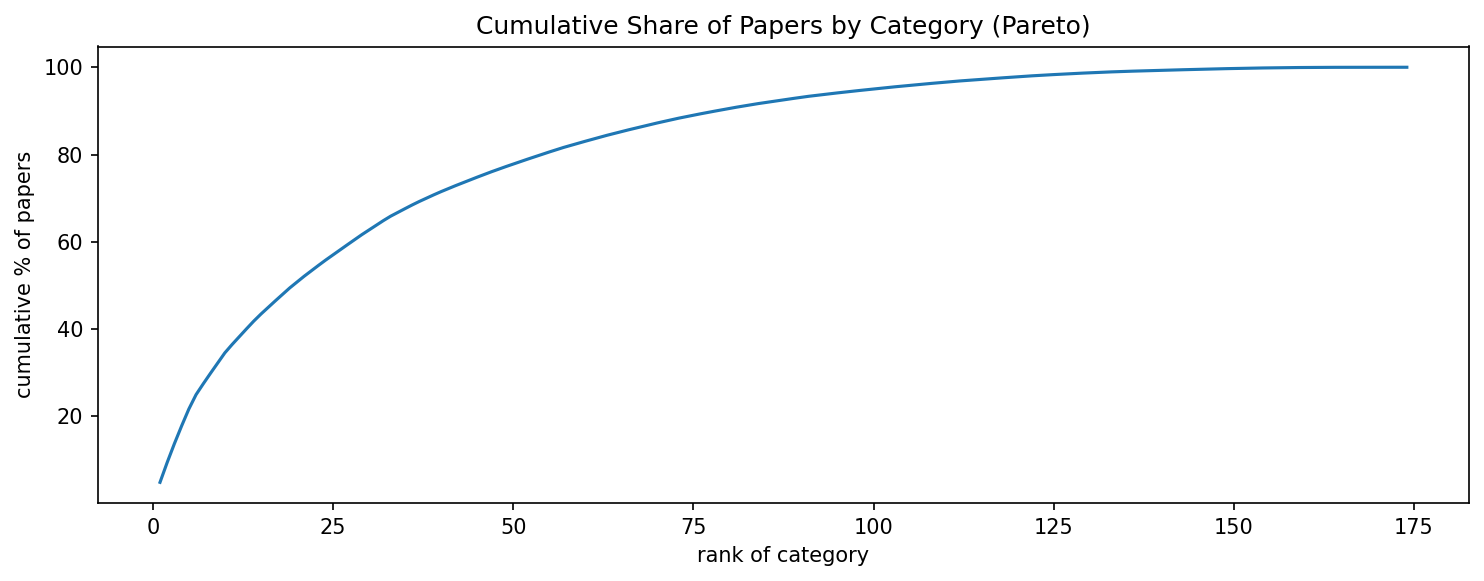 Cumulative Share of Papers by Category (Pareto)
cumulative % of papers
100
80
60
40
20
0 25 50 75 100 125 150 175
rank of category